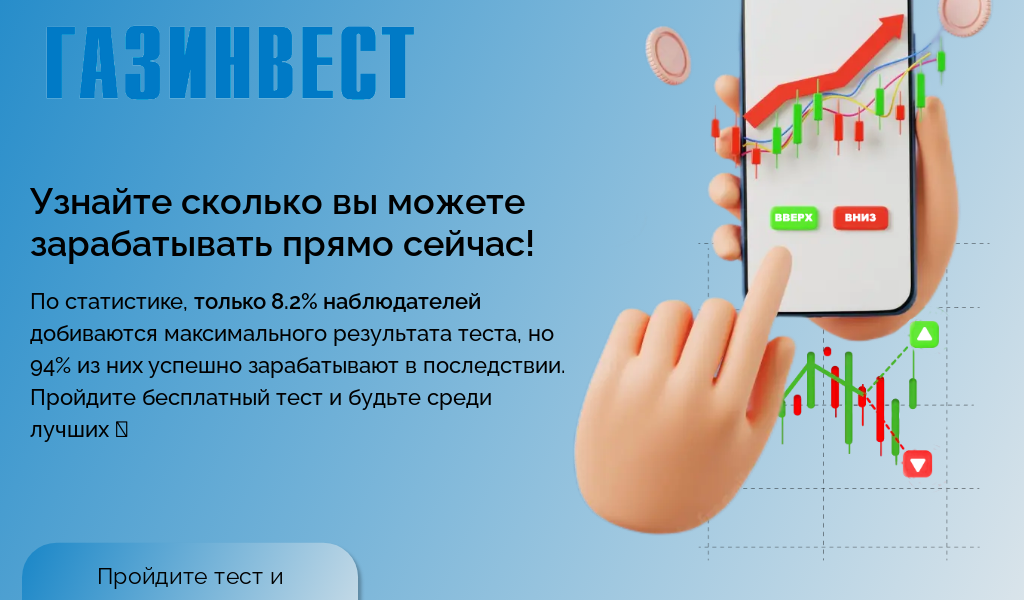 ГАЗИНВЕСТ
Узнайте сколько вы можете
зарабатывать прямо сейчас!
По статистике, только 8.2% наблюдателей
добиваются максимального результата теста, но
94% из них успешно зарабатывают в последствии.
Пройдите бесплатный тест и будьте среди
лучших
ВВЕРХ
ВНИЗ
Пройдите тест и